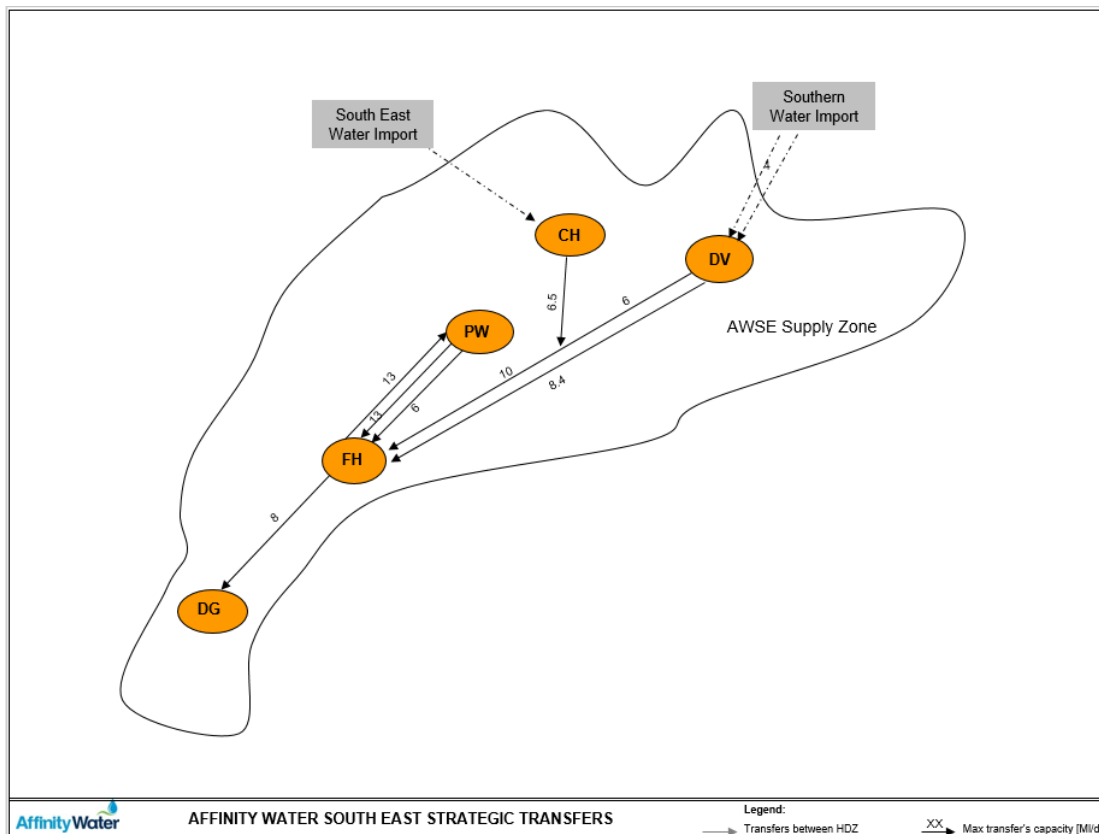 South East
Water Import
Southern
Water Import
4
CH
DV
6.5
6
PW
AWSE Supply Zone
13
10
8.4
13
6
FH
8
DG
AffinityWater
AFFINITY WATER SOUTH EAST STRATEGIC TRANSFERS
Legend:
Transfers between HDZ
XX
Max transfer's capacity [Ml/d